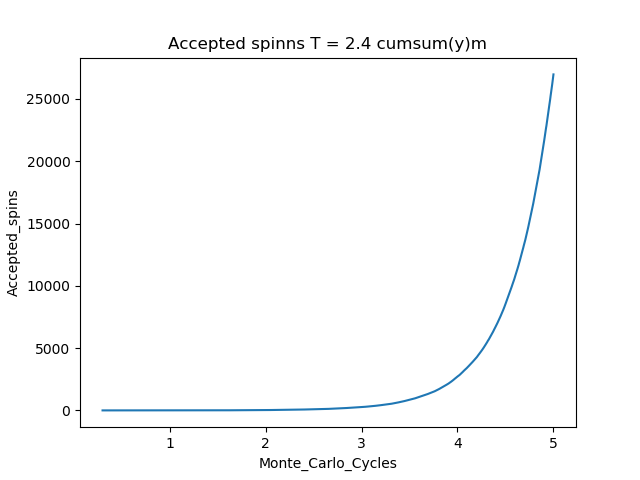 Accepted spinns T = 2.4 cumsum(y)m
25000
20000
15000
10000
5000
0
Accepted_spins
1 2 3 4 5
Monte_Carlo_Cycles